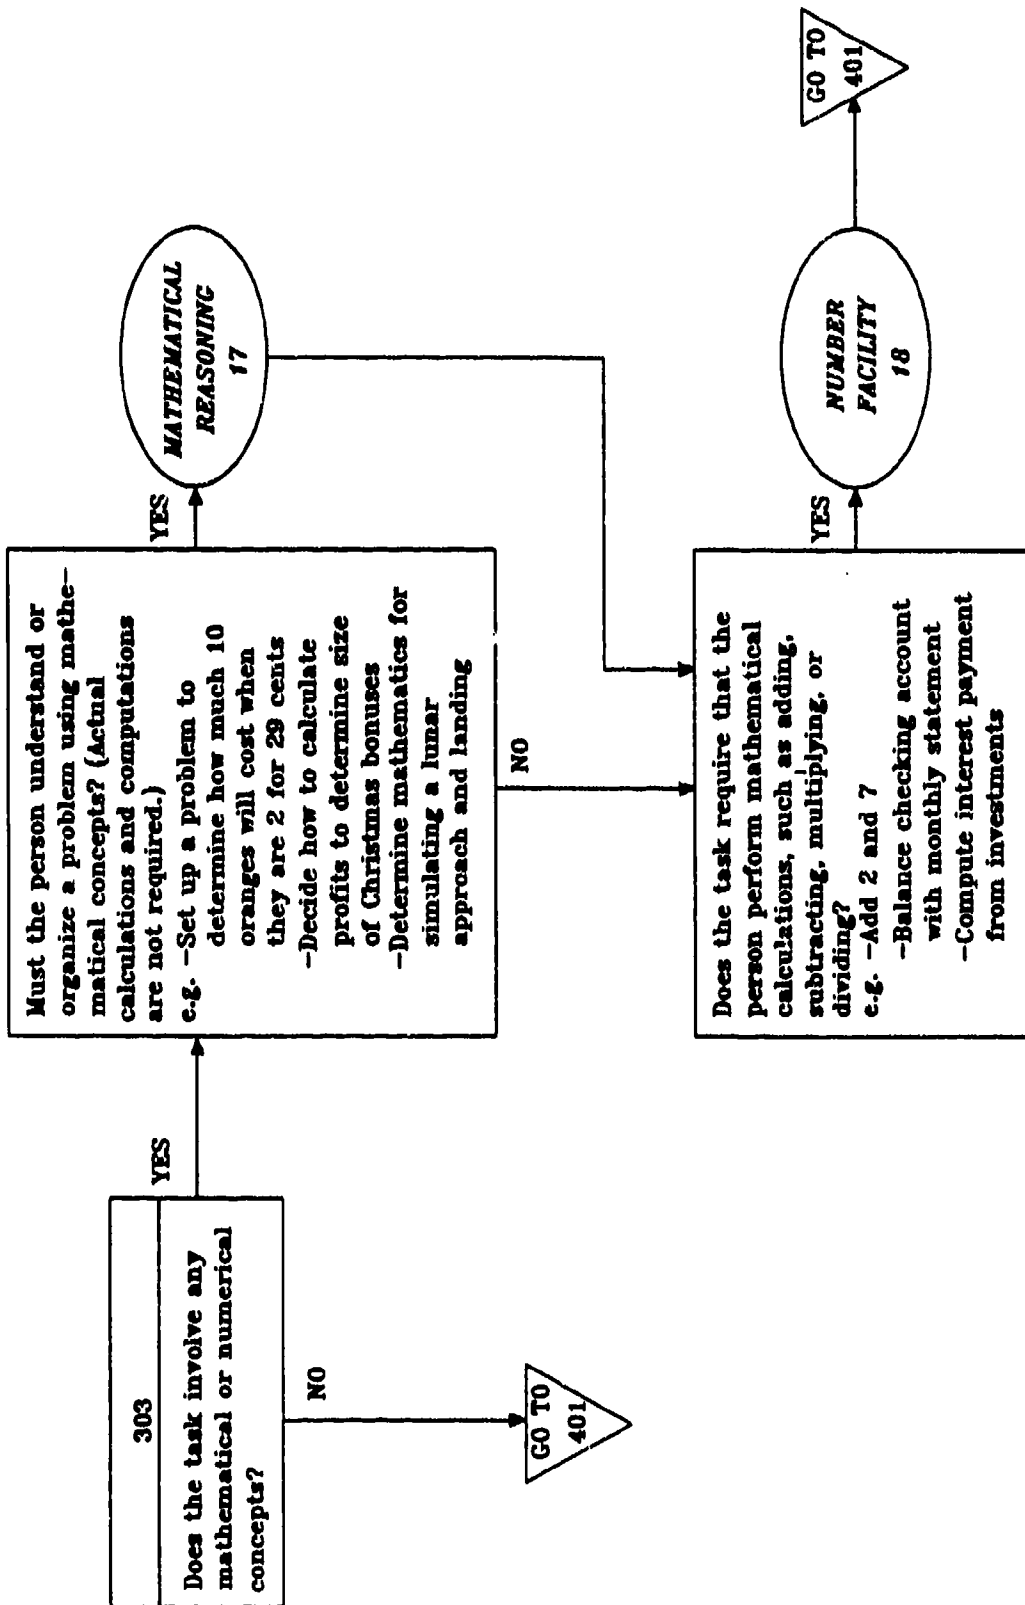 303
Does the task involve any
mathematical or numerical
concepts?
YES
NO
GO TO
401
Must the person understand or
organize a problem using mathe-
matical concepts? (Actual
calculations and computations
are not required.)
e.g. -Set up a problem to
determine how much 10
oranges will cost when
they are 2 for 29 cents
-Decide how to calculate
profits to determine size
of Christmas bonuses
-Determine mathematics for
simulating a lunar
approach and landing
YES
NO
MATHEMATICAL
REASONING
17
Does the task require that the
person perform mathematical
calculations, such as adding,
subtracting, multiplying, or
dividing?
e.g. -Add 2 and 7
-Balance checking account
with monthly statement
-Compute interest payment
from investments
YES
NUMBER
FACILITY
18
GO TO
401